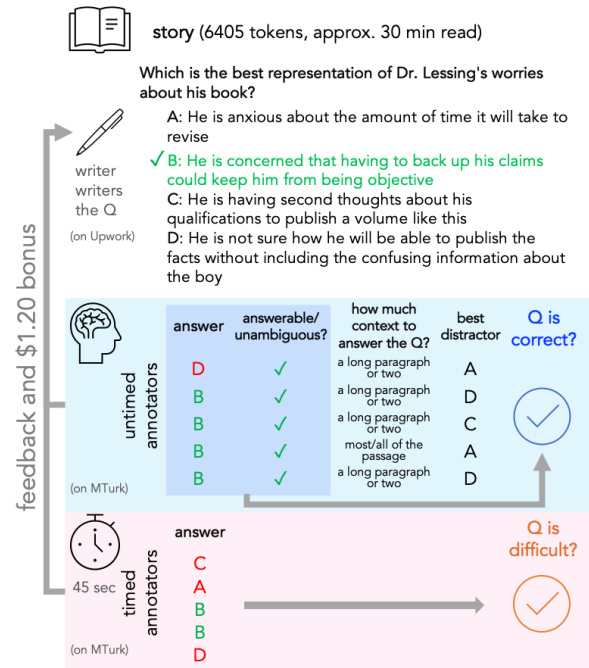 story (6405 tokens, approx. 30 min read)
Which is the best representation of Dr. Lessing's worries
about his book?
A: He is anxious about the amount of time it will take to
revise
B: He is concerned that having to back up his claims
could keep him from being objective
C: He is having second thoughts about his
qualifications to publish a volume like this
D: He is not sure how he will be able to publish the
facts without including the confusing information about
the boy
writer
writers
the Q
(on Upwork)
feedback and $1.20 bonus
untimed
annotators
(on MTurk)
answer
answerable/
unambiguous?
how much
context to
answer the Q?
best
distractor
Q is
correct?
D ✓ a long paragraph
or two A
B ✓ a long paragraph
or two D
B ✓ a long paragraph
or two C
B ✓ most/all of the
passage A
B ✓ a long paragraph
or two D
45 sec
timed
annotators
(on MTurk)
answer
C
A
B
B
D
Q is
difficult?